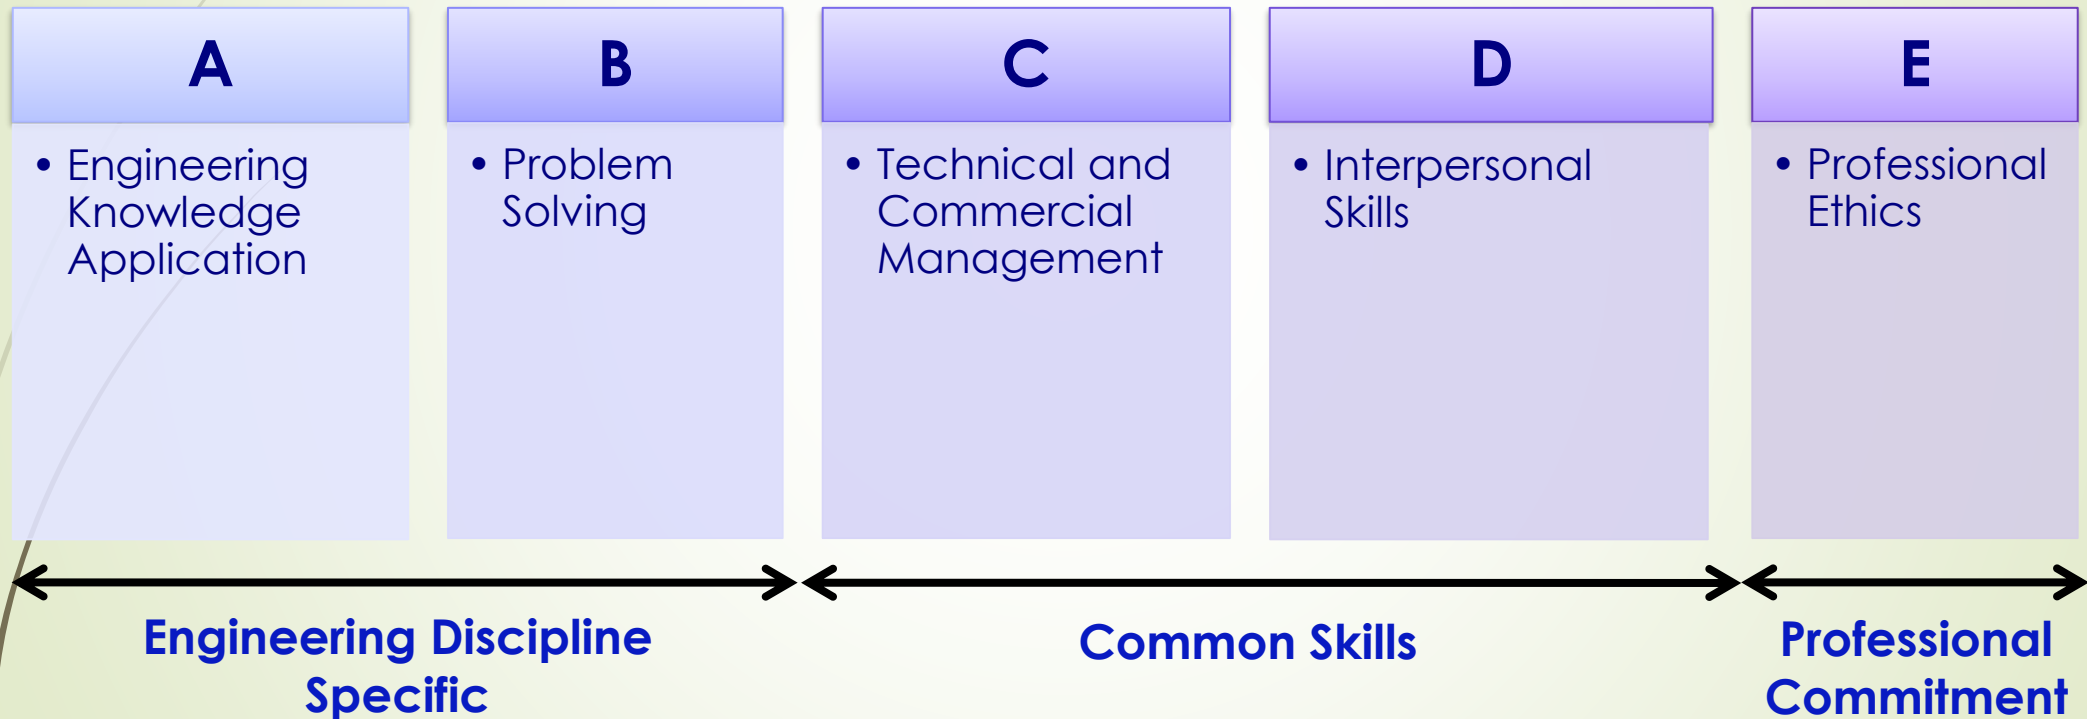 A
• Engineering
Knowledge
Application
B
• Problem
Solving
C
• Technical and
Commercial
Management
D
• Interpersonal
Skills
E
• Professional
Ethics
Engineering Discipline
Specific
Common Skills
Professional
Commitment